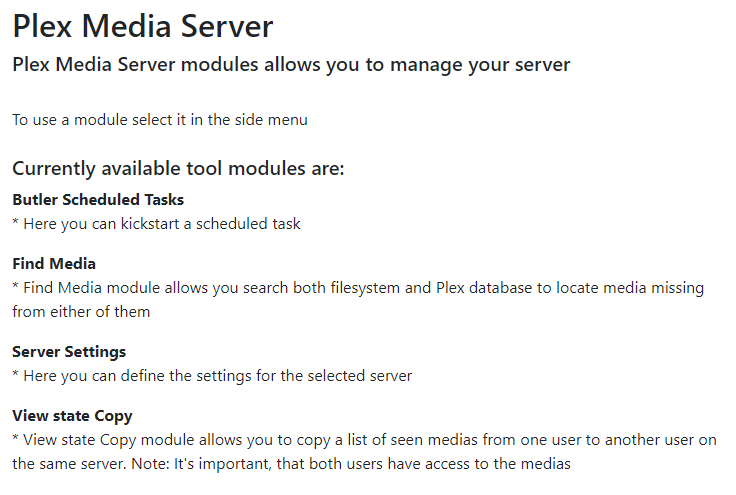 Plex Media Server
Plex Media Server modules allows you to manage your server
To use a module select it in the side menu
Currently available tool modules are:
Butler Scheduled Tasks
* Here you can kickstart a scheduled task
Find Media
* Find Media module allows you search both filesystem and Plex database to locate media missing
from either of them
Server Settings
* Here you can define the settings for the selected server
View state Copy
* View state Copy module allows you to copy a list of seen medias from one user to another user on
the same server. Note: It's important, that both users have access to the medias